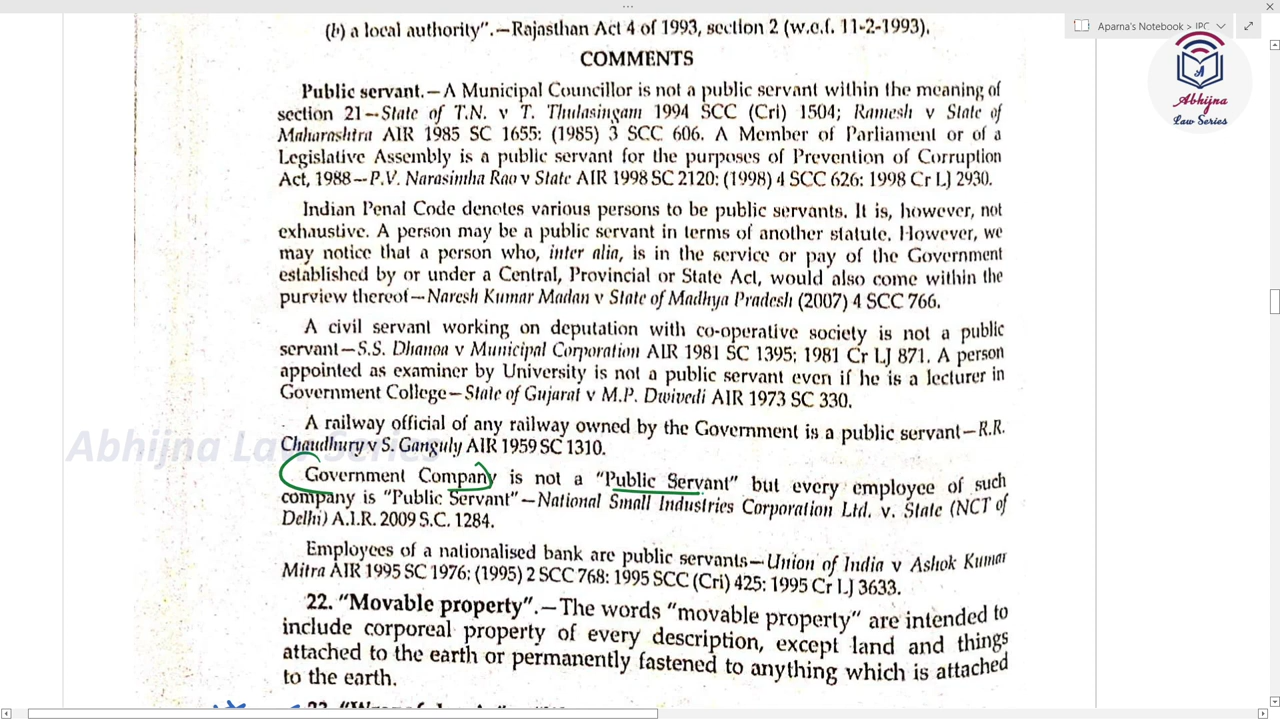 Aparna's Notebook > IPC
(b) a local authority".—Rajasthan Act 4 of 1993, section 2 (w.e.f. 11-2-1993).
COMMENTS
Public servant.—A Municipal Councillor is not a public servant within the meaning of
section 21—State of T.N. v T. Thulasingam 1994 SCC (Cri) 1504; Ramesh v State of
Maharashtra AIR 1985 SC 1655: (1985) 3 SCC 606. A Member of Parliament or of a
Legislative Assembly is a public servant for the purposes of Prevention of Corruption
Act, 1988—P.V. Narasimha Rao v State AIR 1998 SC 2120: (1998) 4 SCC 626: 1998 Cr LJ 2930.
Indian Penal Code denotes various persons to be public servants. It is, however, not
exhaustive. A person may be a public servant in terms of another statute. However, we
may notice that a person who, inter alia, is in the service or pay of the Government
established by or under a Central, Provincial or State Act, would also come within the
purview thereof—Naresh Kumar Madan v State of Madhya Pradesh (2007) 4 SCC 766.
A civil servant working on deputation with co-operative society is not a public
servant—S.S. Dhanoa v Municipal Corporation AIR 1981 SC 1395; 1981 Cr LJ 871. A person
appointed as examiner by University is not a public servant even if he is a lecturer in
Government College—State of Gujarat v M.P. Dwivedi AIR 1973 SC 330.
A railway official of any railway owned by the Government is a public servant—R.R.
Chaudhury v S. Ganguly AIR 1959 SC 1310.
Government Company is not a "Public Servant" but every employee of such
company is "Public Servant"—National Small Industries Corporation Ltd. v. State (NCT of
Delhi) A.I.R. 2009 S.C. 1284.
Employees of a nationalised bank are public servants—Union of India v Ashok Kumar
Mitra AIR 1995 SC 1976: (1995) 2 SCC 768: 1995 SCC (Cri) 425: 1995 Cr LJ 3633.
22. "Movable property".—The words "movable property" are intended to
include corporeal property of every description, except land and things
attached to the earth or permanently fastened to anything which is attached
to the earth.
Abhijna Law Series
A
Abhijna
Law Series